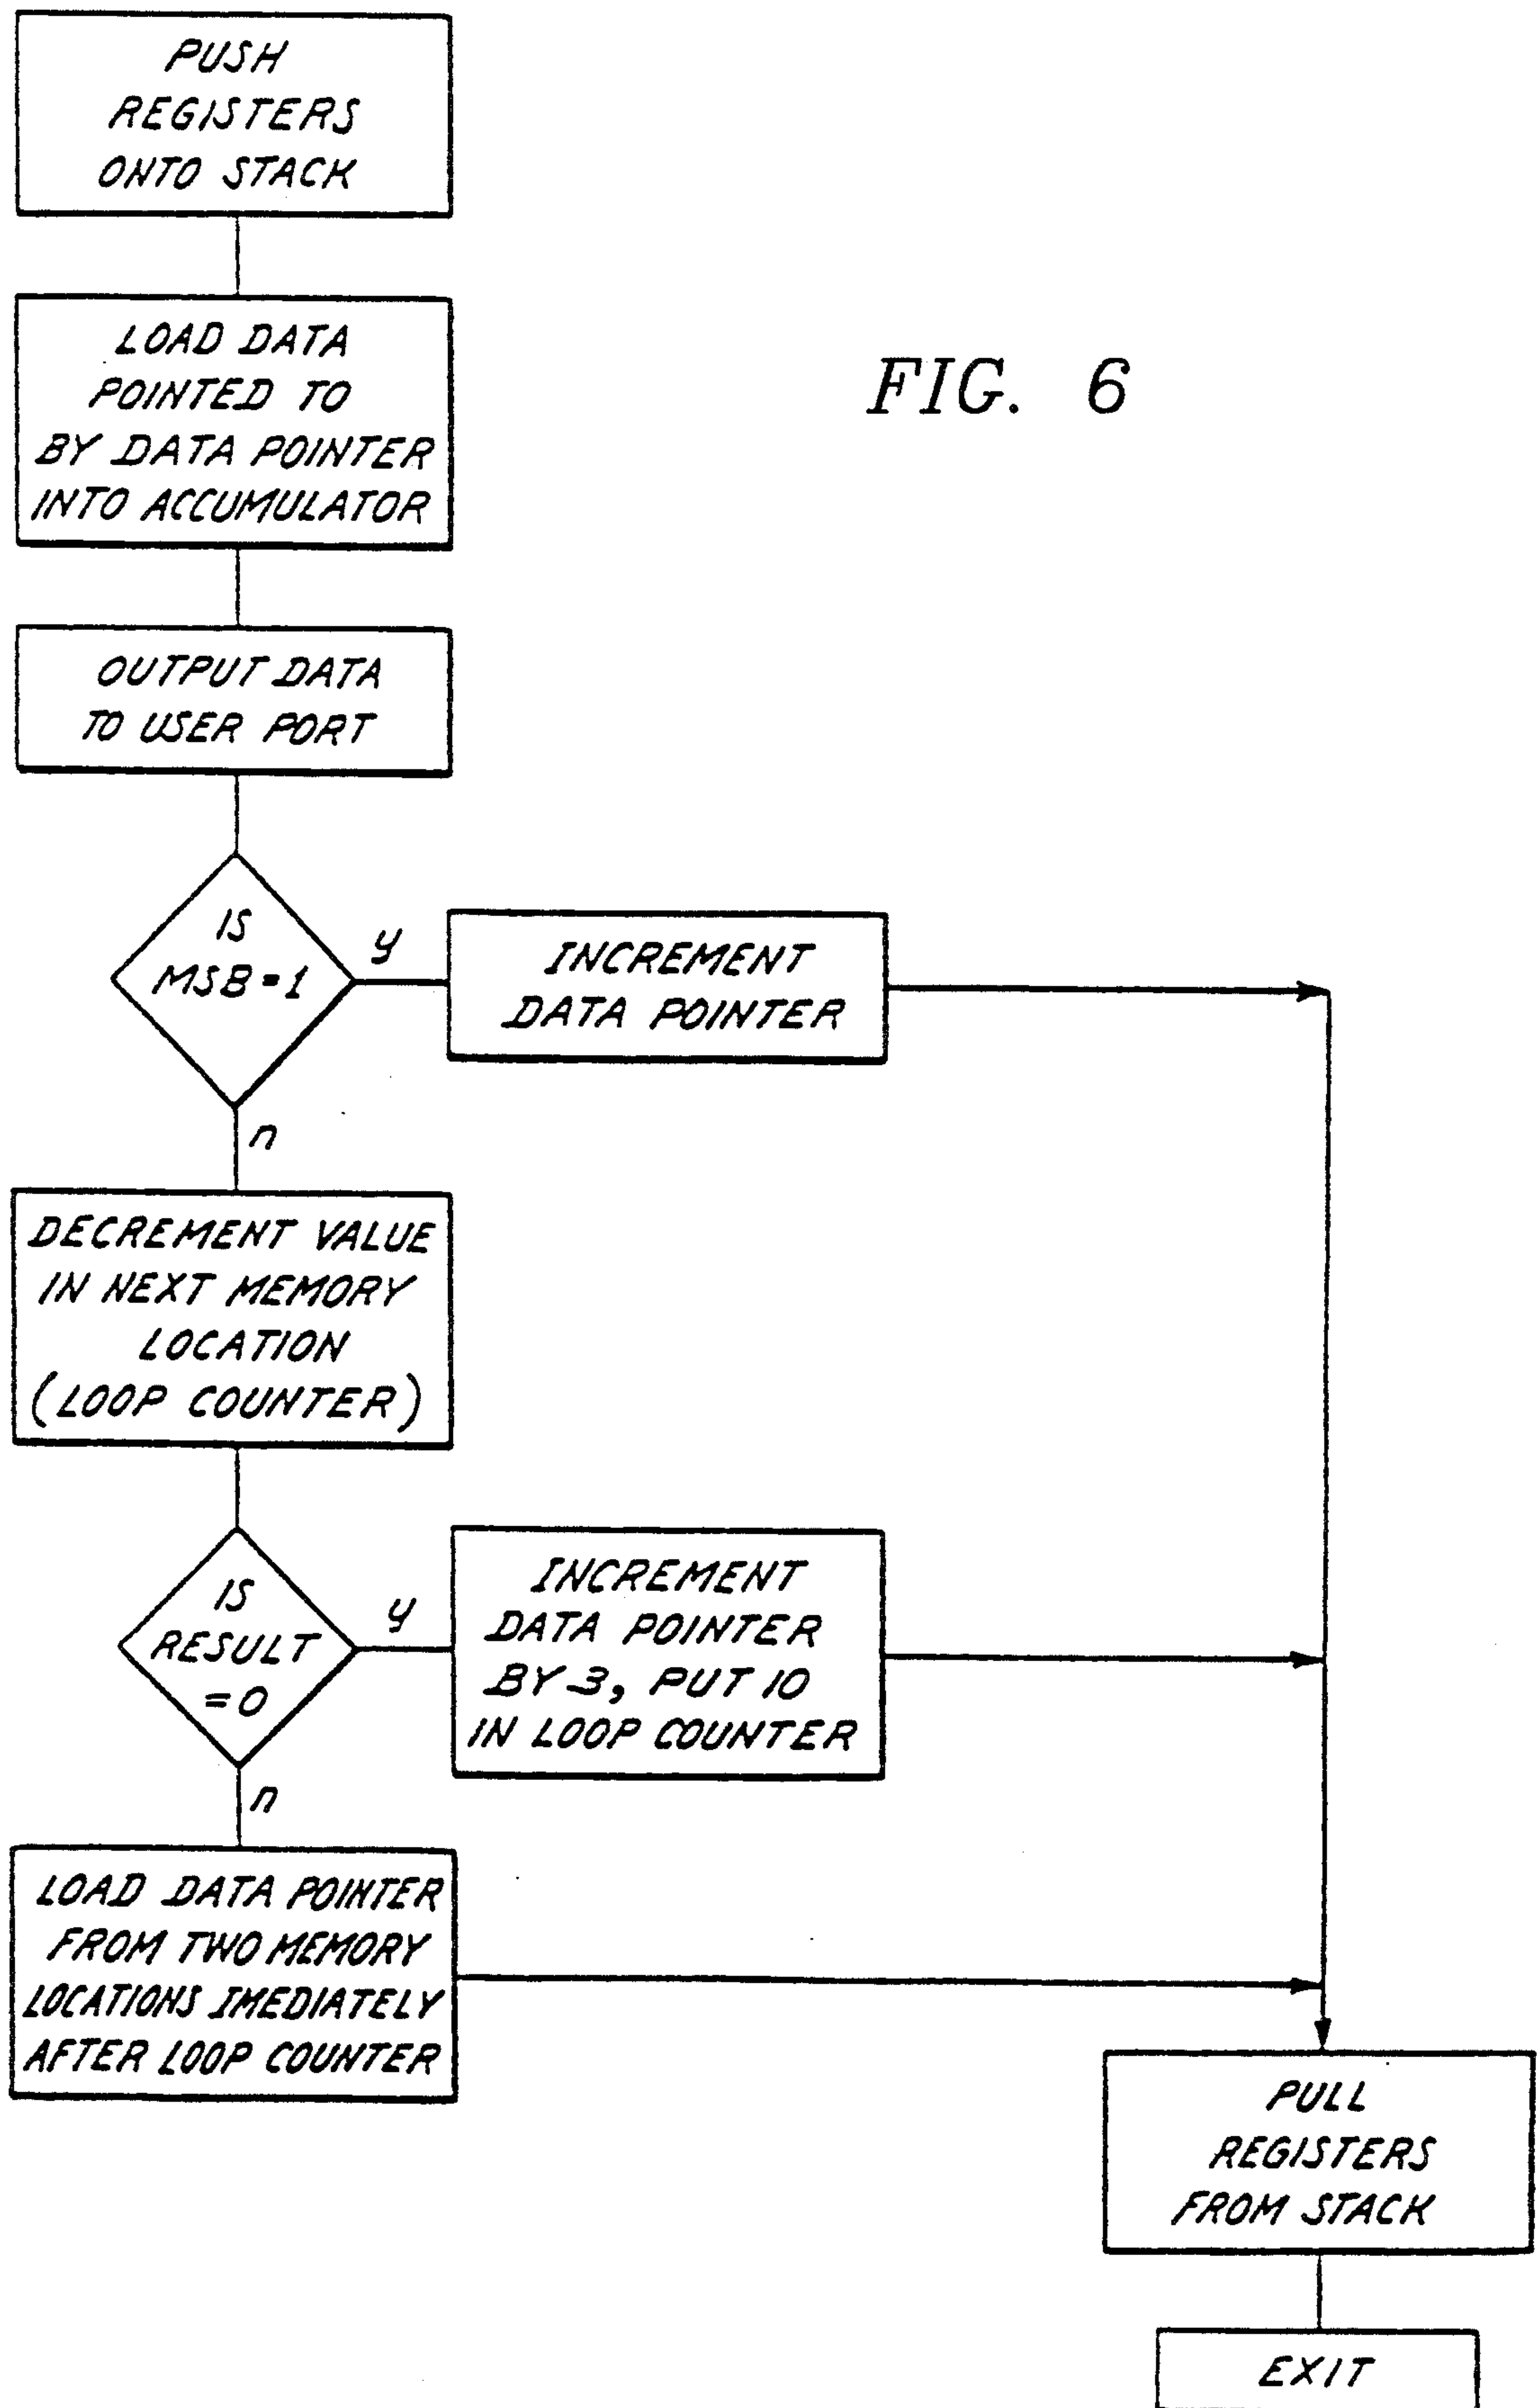 PUSH
REGISTERS
ONTO STACK
LOAD DATA
POINTED TO
BY DATA POINTER
INTO ACCUMULATOR
FIG. 6
OUTPUT DATA
TO USER PORT
IS
MSB=1
y
INCREMENT
DATA POINTER
n
DECREMENT VALUE
IN NEXT MEMORY
LOCATION
(LOOP COUNTER)
IS
RESULT
=0
y
INCREMENT
DATA POINTER
BY 3, PUT 10
IN LOOP COUNTER
n
LOAD DATA POINTER
FROM TWO MEMORY
LOCATIONS IMEDIATELY
AFTER LOOP COUNTER
PULL
REGISTERS
FROM STACK
EXIT